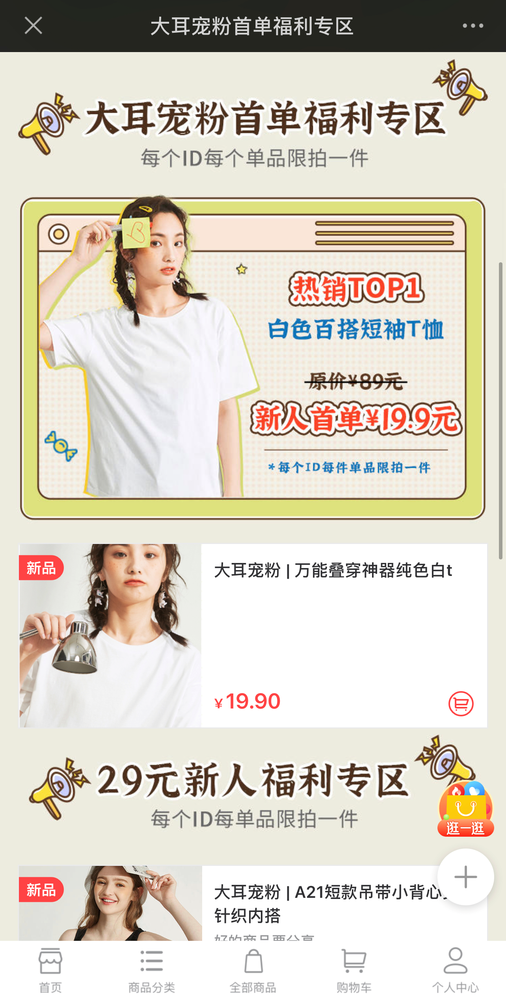 大耳宠粉首单福利专区
大耳宠粉首单福利专区
每个ID每个单品限拍一件
热销TOP1
白色百搭短袖T恤
原价¥89元
新人首单¥19.9元
*每个ID每件单品限拍一件
新品
大耳宠粉 | 万能叠穿神器纯色白t
¥19.90
29元新人福利专区
每个ID每单品限拍一件
逛一逛
新品
大耳宠粉 | A21短款吊带小背心
针织内搭
好的商品要分享
首页
商品分类
全部商品
购物车
个人中心